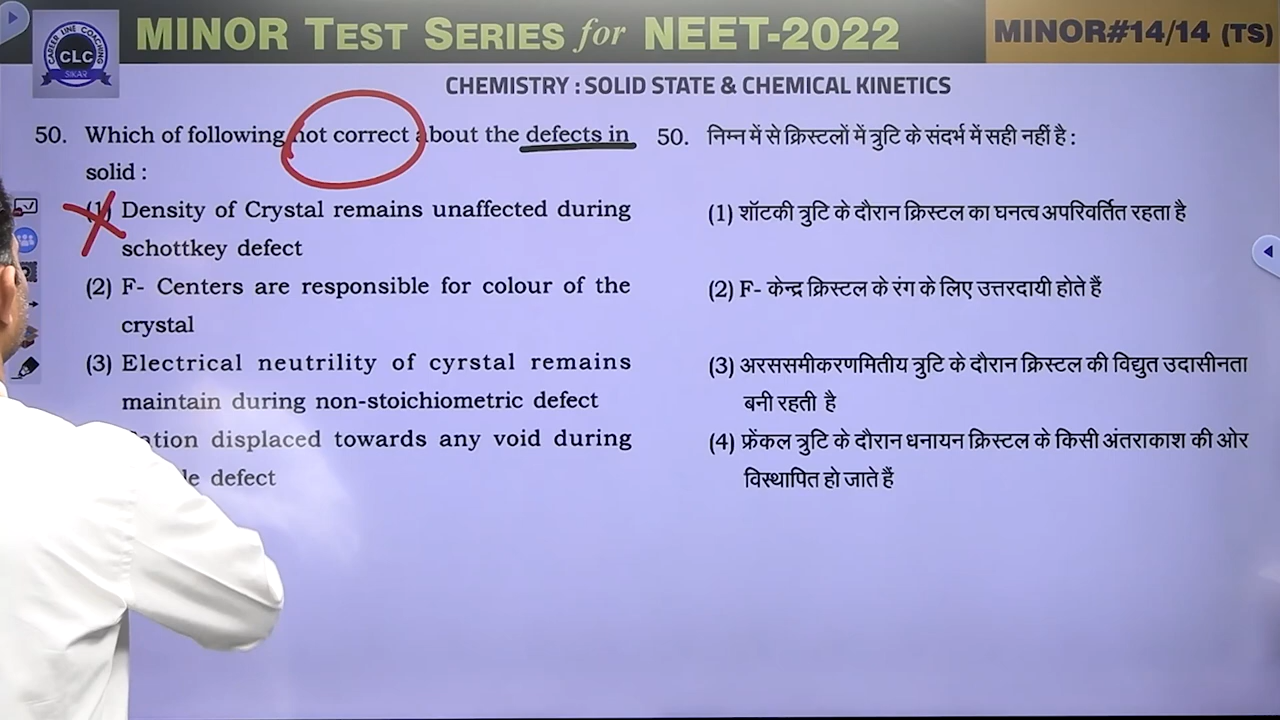 CAREER LINE COACHING
CLC
SIKAR
MINOR TEST SERIES for NEET-2022
MINOR#14/14 (TS)
CHEMISTRY : SOLID STATE & CHEMICAL KINETICS
50. Which of following not correct about the defects in
solid :
(1) Density of Crystal remains unaffected during
schottkey defect
(2) F- Centers are responsible for colour of the
crystal
(3) Electrical neutrility of cyrstal remains
maintain during non-stoichiometric defect
Cation displaced towards any void during
defect
50. निम्न में से क्रिस्टलों में त्रुटि के संदर्भ में सही नहीं है :
(1) शॉटकी त्रुटि के दौरान क्रिस्टल का घनत्व अपरिवर्तित रहता है
(2) F- केन्द्र क्रिस्टल के रंग के लिए उत्तरदायी होते हैं
(3) अरससमीकरणमितीय त्रुटि के दौरान क्रिस्टल की विद्युत उदासीनता
बनी रहती है
(4) फ्रेंकल त्रुटि के दौरान धनायन क्रिस्टल के किसी अंतराकाश की ओर
विस्थापित हो जाते हैं